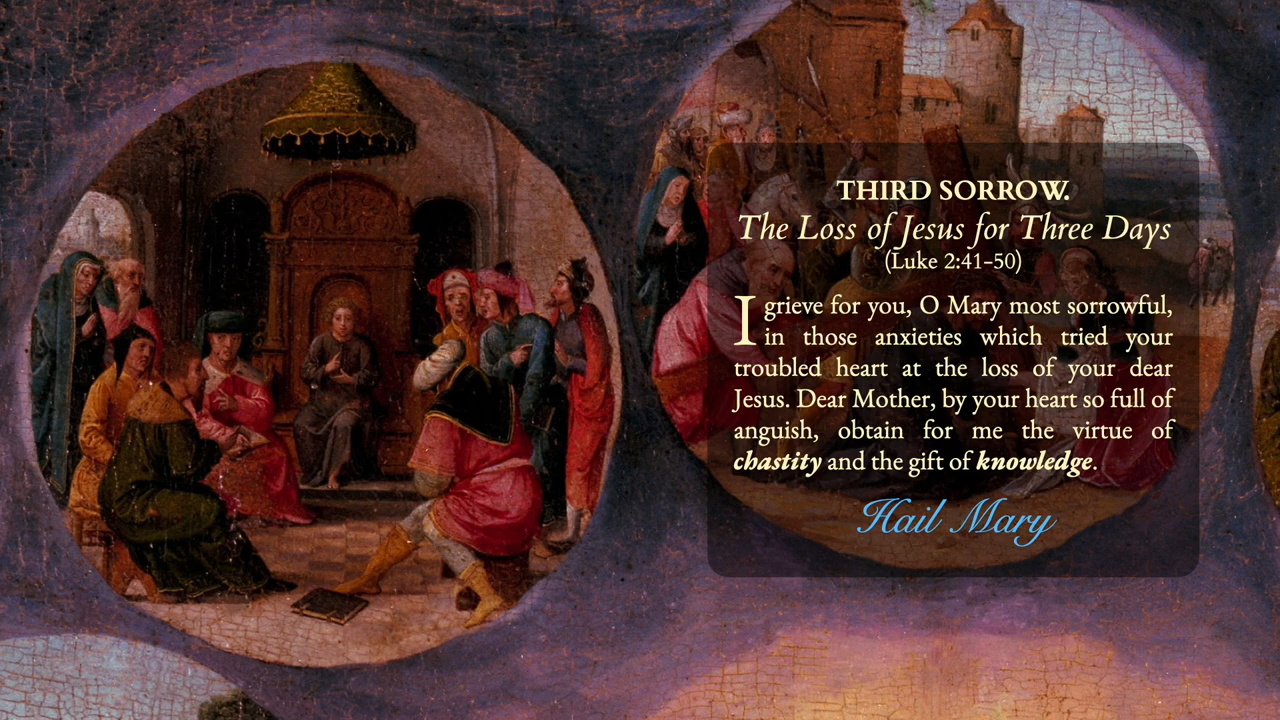 THIRD SORROW.
The Loss of Jesus for Three Days
(Luke 2:41–50)
I grieve for you, O Mary most sorrowful,
in those anxieties which tried your
troubled heart at the loss of your dear
Jesus. Dear Mother, by your heart so full of
anguish, obtain for me the virtue of
chastity and the gift of knowledge.
Hail Mary